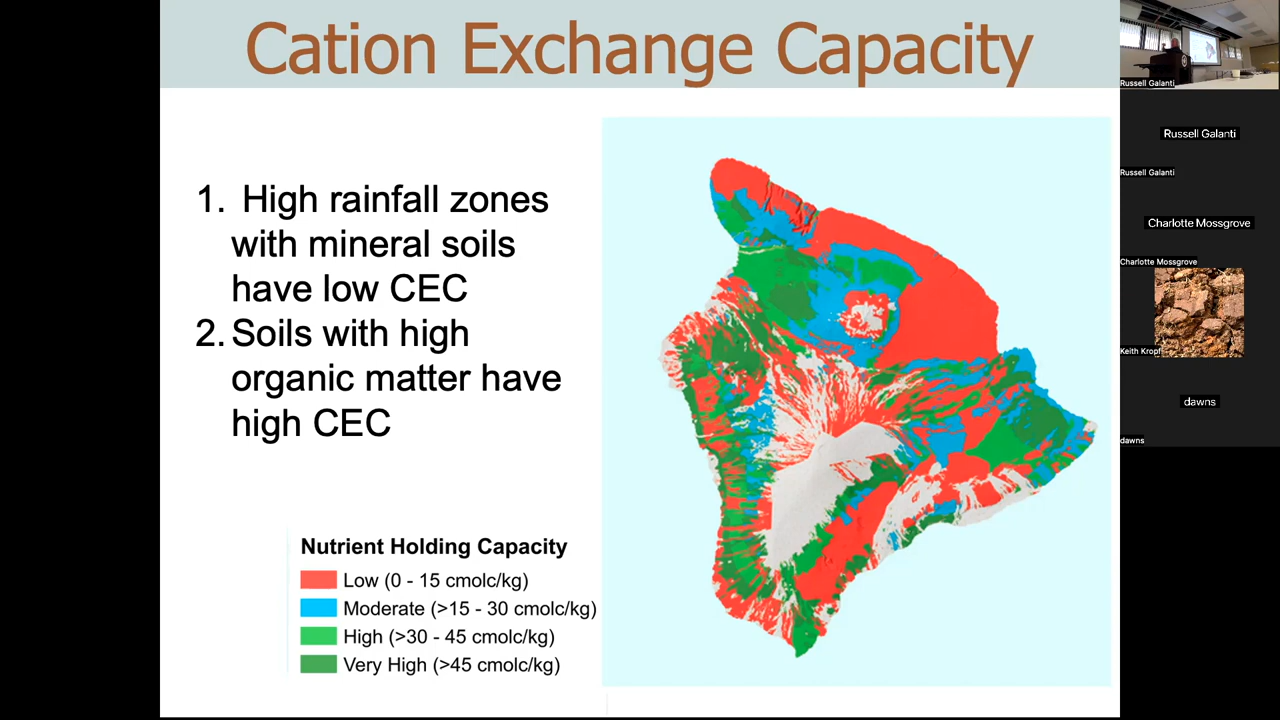 Cation Exchange Capacity
1. High rainfall zones
with mineral soils
have low CEC
2. Soils with high
organic matter have
high CEC
Nutrient Holding Capacity
Low (0 - 15 cmolc/kg)
Moderate (>15 - 30 cmolc/kg)
High (>30 - 45 cmolc/kg)
Very High (>45 cmolc/kg)
Russell Galanti
Russell Galanti
Russell Galanti
Charlotte Mossgrove
Charlotte Mossgrove
Keith Kropf
dawns
dawns